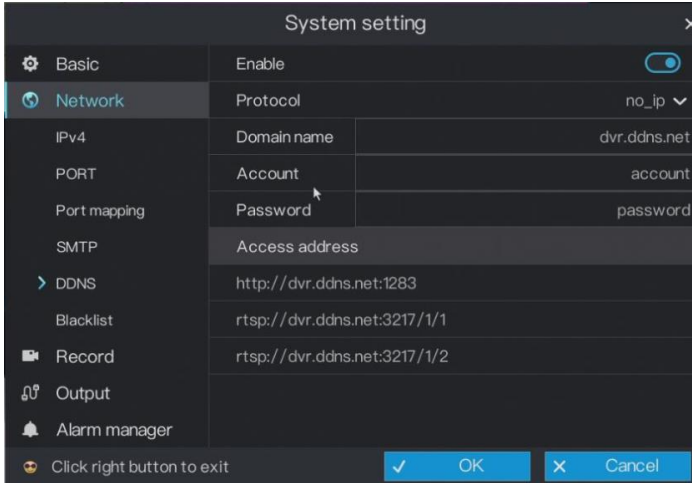 System setting
Basic
Network
IPv4
PORT
Port mapping
SMTP
DDNS
Blacklist
Record
Output
Alarm manager
Enable
Protocol no_ip
Domain name dvr.ddns.net
Account account
Password password
Access address
http://dvr.ddns.net:1283
rtsp://dvr.ddns.net:3217/1/1
rtsp://dvr.ddns.net:3217/1/2
Click right button to exit
OK
Cancel